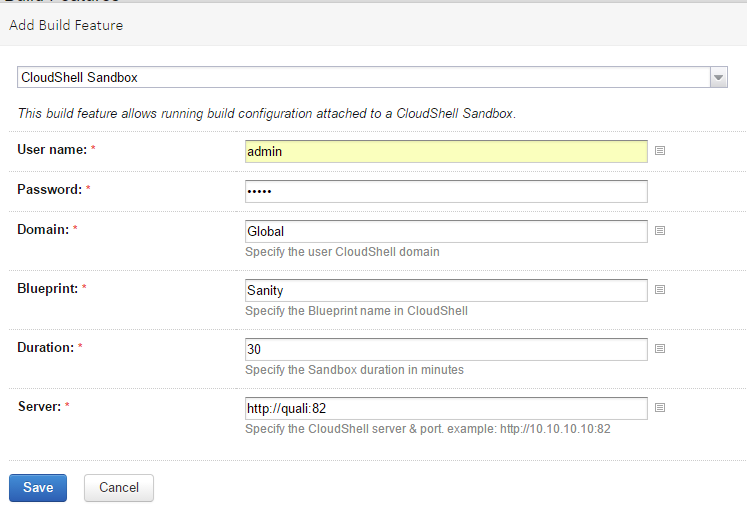 Add Build Feature
CloudShell Sandbox
This build feature allows running build configuration attached to a CloudShell Sandbox.
User name: * admin
Password: * •••••
Domain: * Global
Specify the user CloudShell domain
Blueprint: * Sanity
Specify the Blueprint name in CloudShell
Duration: * 30
Specify the Sandbox duration in minutes
Server: * http://quali:82
Specify the CloudShell server & port. example: http://10.10.10.10:82
Save Cancel